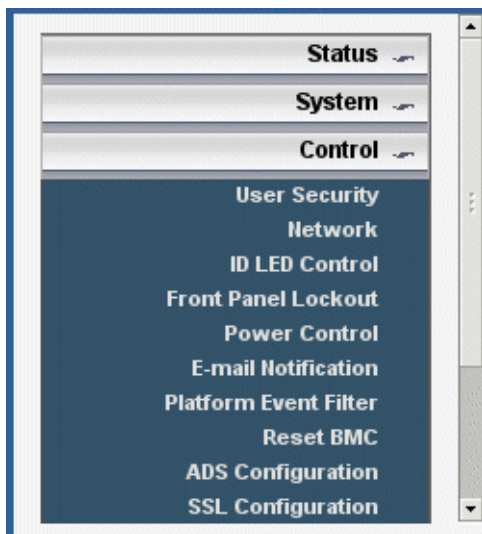 Status
System
Control
User Security
Network
ID LED Control
Front Panel Lockout
Power Control
E-mail Notification
Platform Event Filter
Reset BMC
ADS Configuration
SSL Configuration